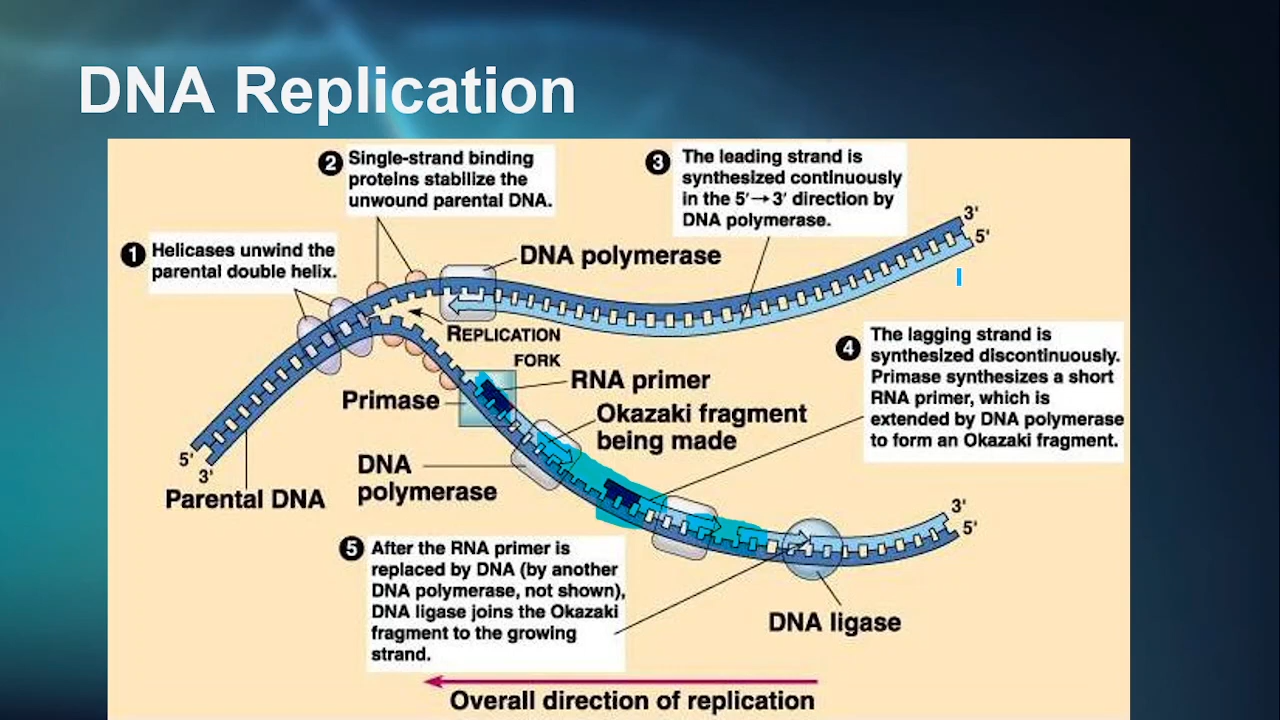 DNA Replication
2 Single-strand binding
proteins stabilize the
unwound parental DNA.
3 The leading strand is
synthesized continuously
in the 5′→3′ direction by
DNA polymerase.
1 Helicases unwind the
parental double helix.
3'
5'
DNA polymerase
REPLICATION
FORK
4 The lagging strand is
synthesized discontinuously.
Primase synthesizes a short
RNA primer, which is
extended by DNA polymerase
to form an Okazaki fragment.
RNA primer
Primase
Okazaki fragment
being made
5'
3'
Parental DNA
DNA
polymerase
3'
5'
5 After the RNA primer is
replaced by DNA (by another
DNA polymerase, not shown),
DNA ligase joins the Okazaki
fragment to the growing
strand.
DNA ligase
Overall direction of replication